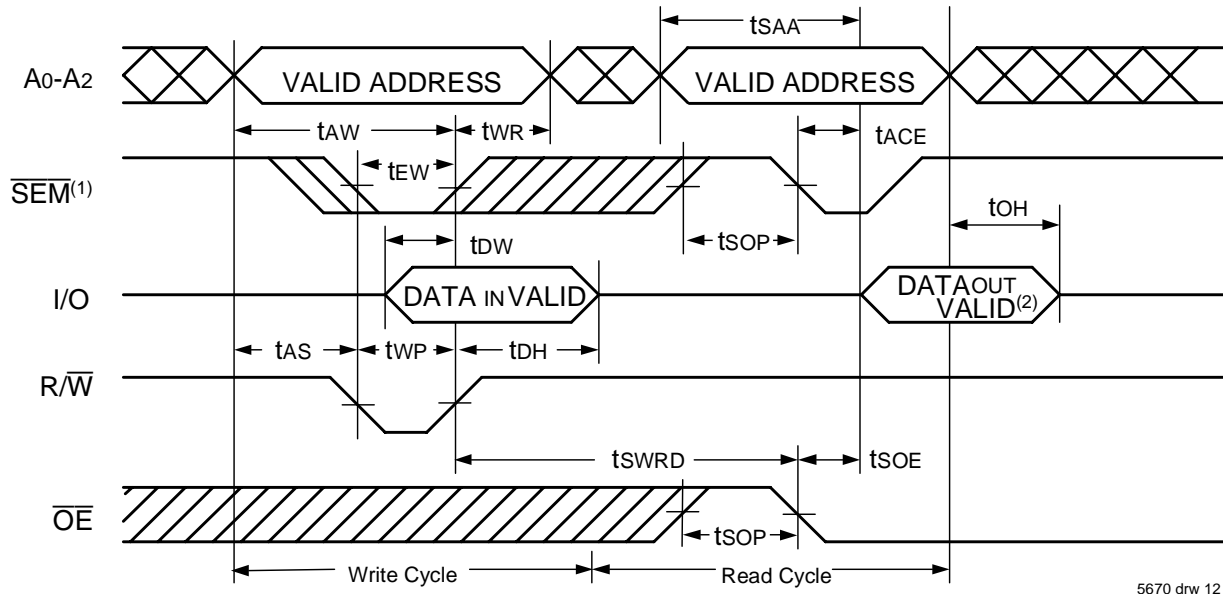 tSAA
A0-A2 VALID ADDRESS VALID ADDRESS
tAW tWR tACE
tEW
SEM(1)
tSOP tOH
tDW
I/O DATA IN VALID DATAOUT
VALID(2)
tAS tWP tDH
R/W
tSWRD tSOE
OE
tSOP
Write Cycle Read Cycle
5670 drw 12